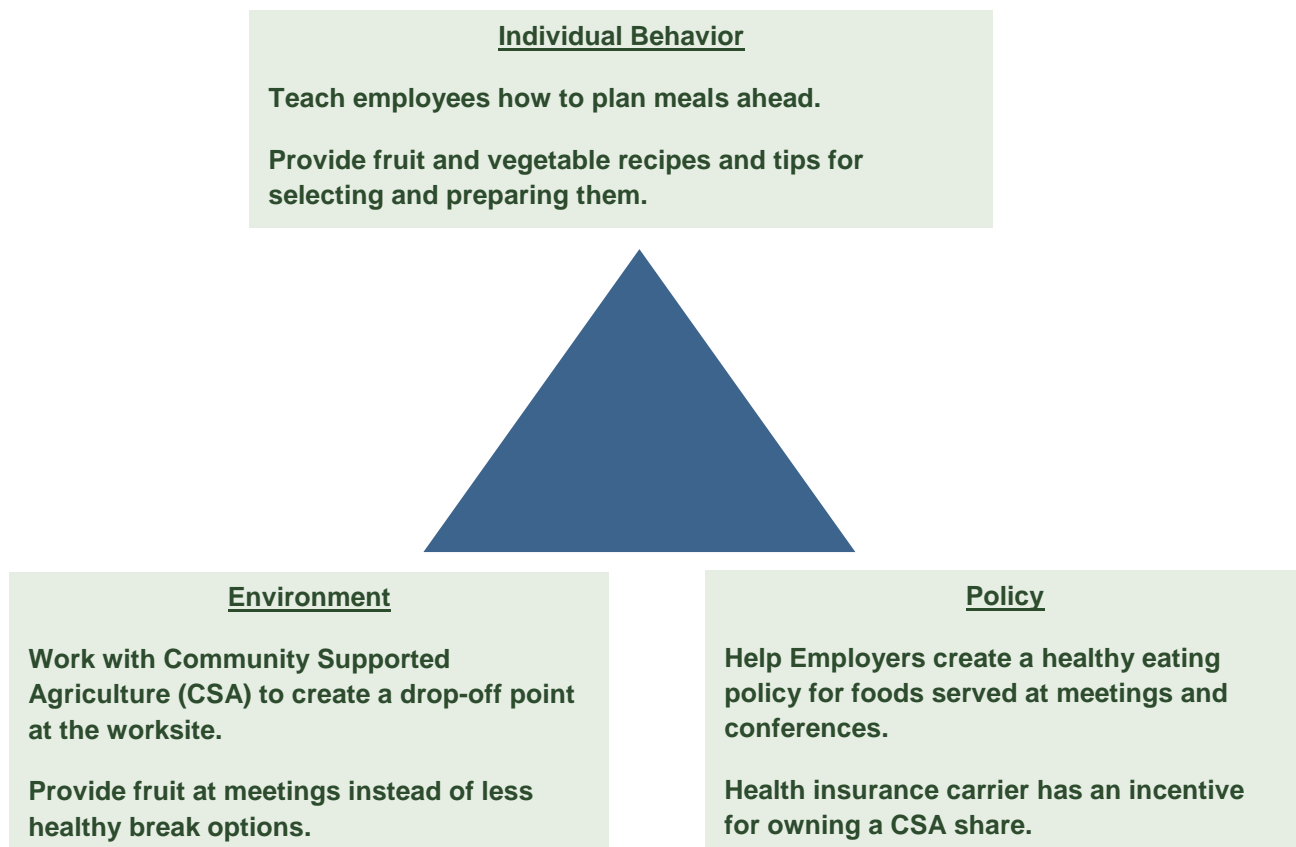 Individual Behavior
Teach employees how to plan meals ahead.
Provide fruit and vegetable recipes and tips for
selecting and preparing them.
Environment
Work with Community Supported
Agriculture (CSA) to create a drop-off point
at the worksite.
Provide fruit at meetings instead of less
healthy break options.
Policy
Help Employers create a healthy eating
policy for foods served at meetings and
conferences.
Health insurance carrier has an incentive
for owning a CSA share.